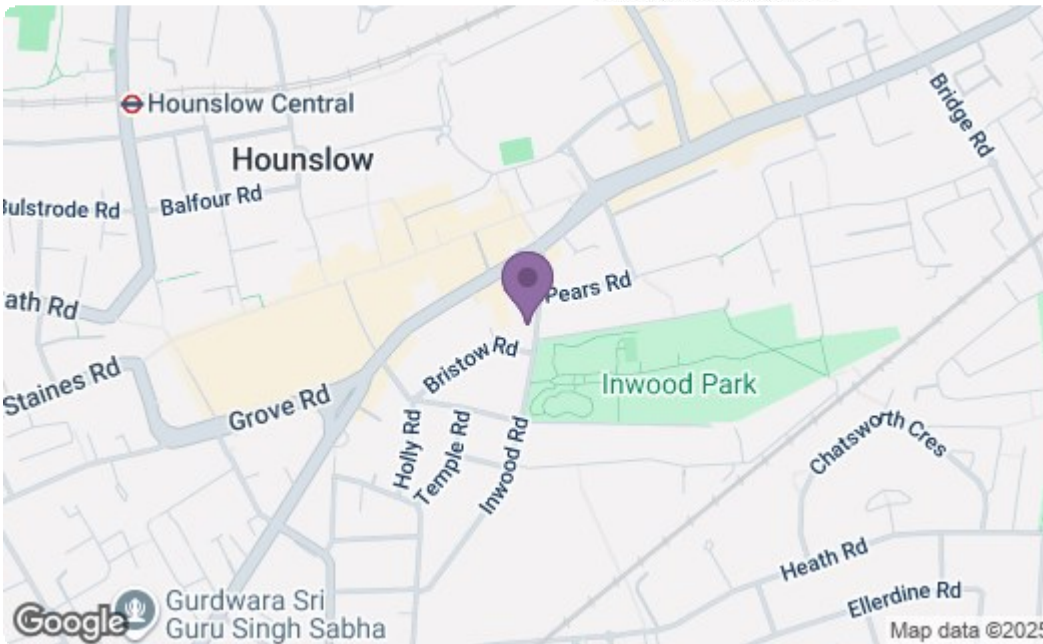 Hounslow Central
Hounslow
Bridge Rd
Bulstrode Rd
Balfour Rd
ath Rd
Pears Rd
Staines Rd
Bristow Rd
Inwood Park
Grove Rd
Holly Rd
Temple Rd
Inwood Rd
Chatsworth Cres
Heath Rd
Ellerdine Rd
Gurdwara Sri
Guru Singh Sabha
Google
Map data ©2025